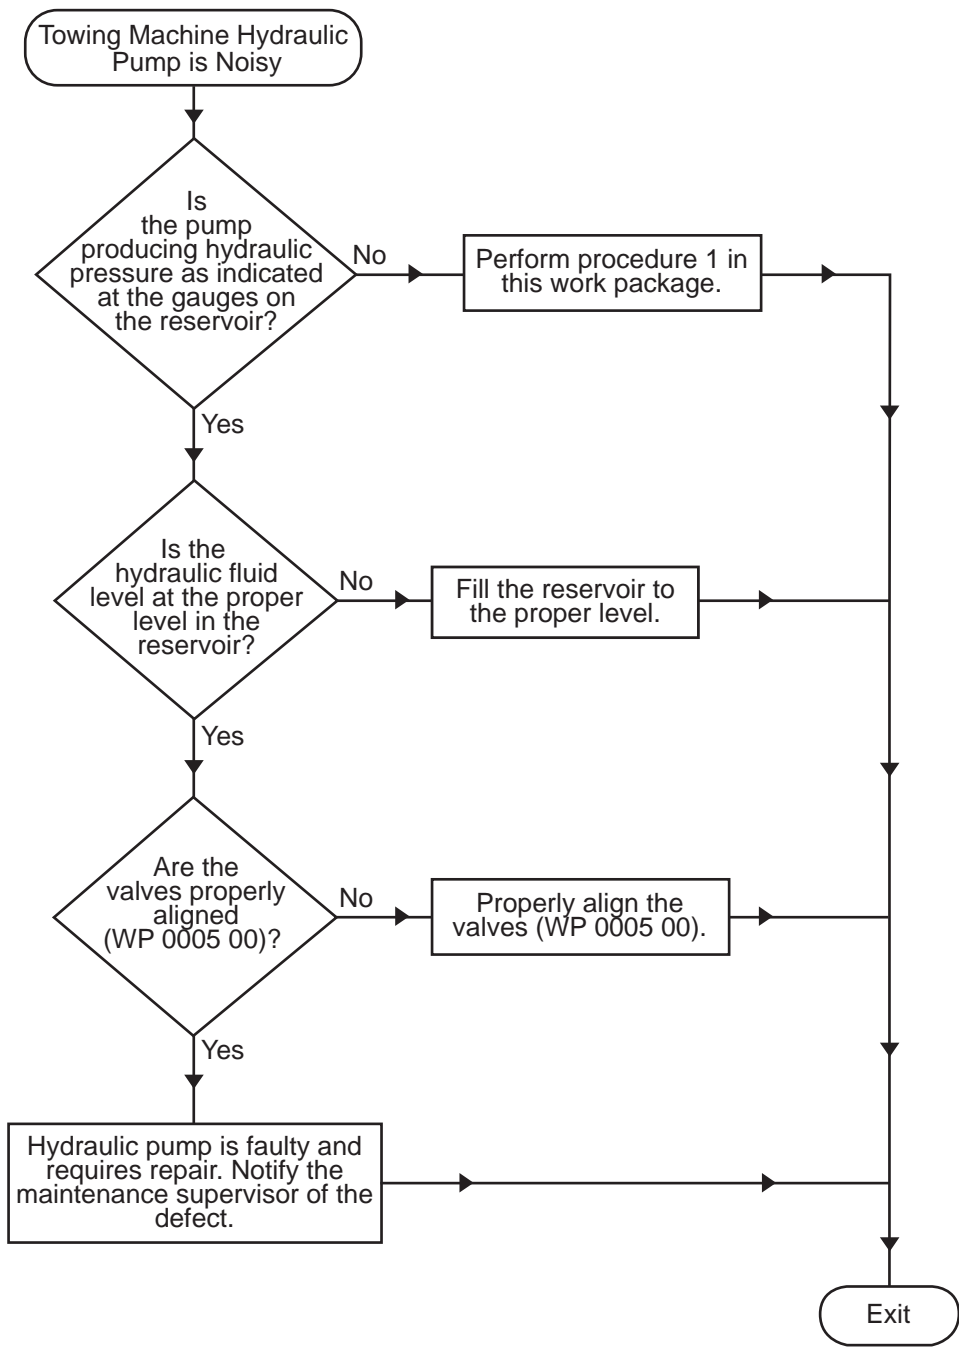 Towing Machine Hydraulic
Pump is Noisy
Is
the pump
producing hydraulic
pressure as indicated
at the gauges on
the reservoir?
No
Perform procedure 1 in
this work package.
Yes
Is the
hydraulic fluid
level at the proper
level in the
reservoir?
No
Fill the reservoir to
the proper level.
Yes
Are the
valves properly
aligned
(WP 0005 00)?
No
Properly align the
valves (WP 0005 00).
Yes
Hydraulic pump is faulty and
requires repair. Notify the
maintenance supervisor of the
defect.
Exit